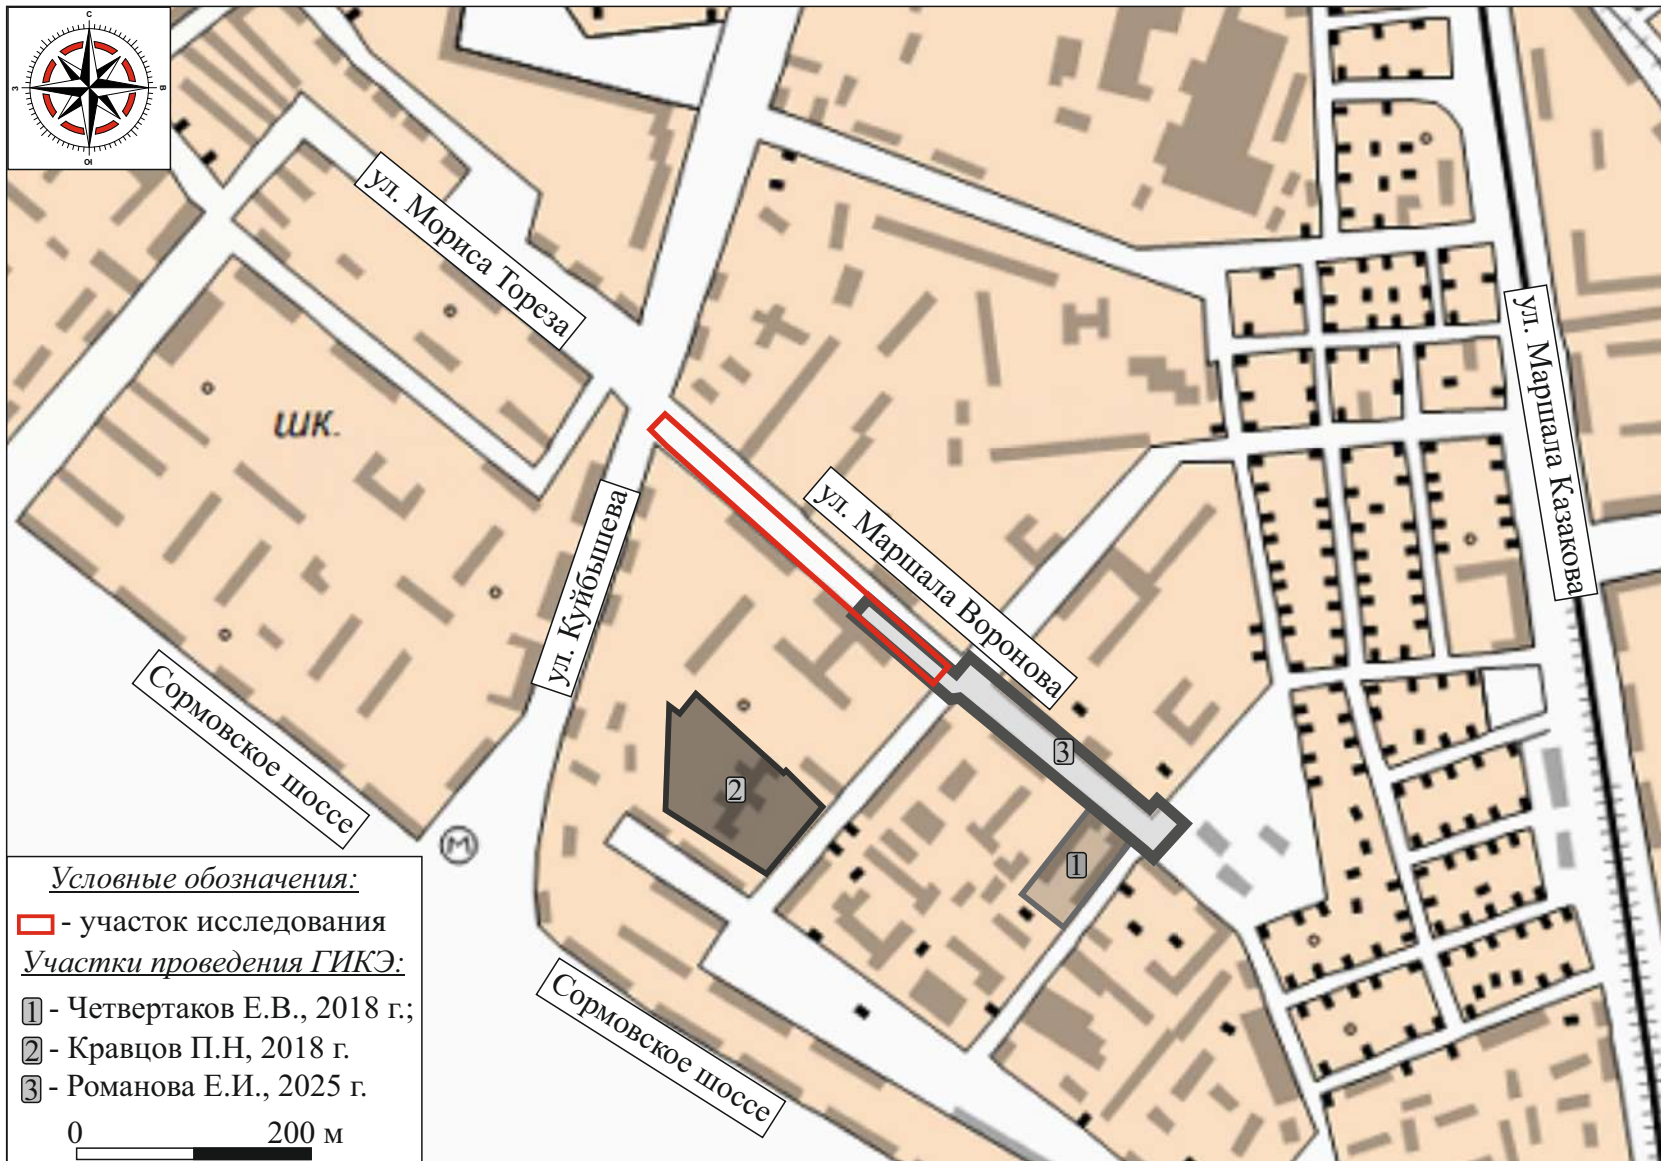 С
З
В
Ю
ул. Мориса Тореза
шк.
ул. Маршала Казакова
ул. Маршала Воронова
ул. Куйбышева
Сормовское шоссе
2
3
1
М
Сормовское шоссе
Условные обозначения:
- участок исследования
Участки проведения ГИКЭ:
1 - Четвертаков Е.В., 2018 г.;
2 - Кравцов П.Н, 2018 г.
3 - Романова Е.И., 2025 г.
0 200 м